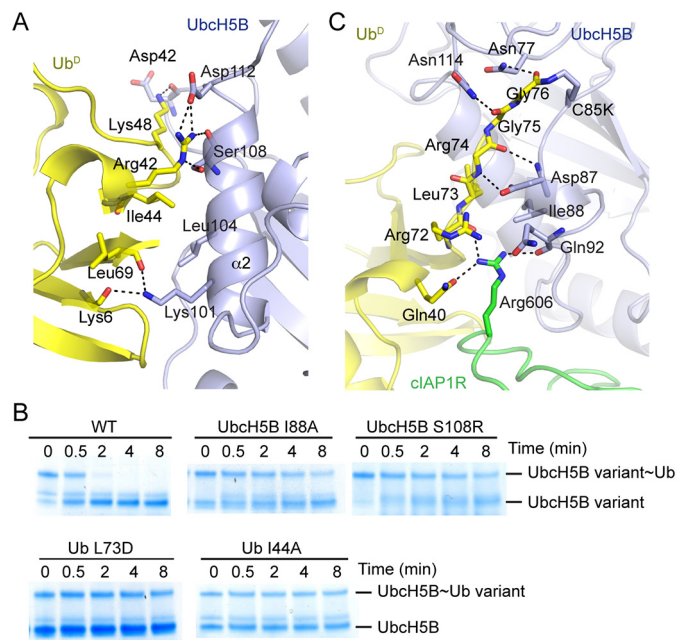 A
UbcH5B
Asp42
Ub^D
Asp112
Lys48
Arg42
Ser108
Ile44
Leu104
Leu69
α2
Lys6
Lys101
C
Asn77
UbcH5B
Ub^D
Asn114
Gly76
C85K
Gly75
Arg74
Asp87
Leu73
Ile88
Arg72
Gln92
Arg606
Gln40
cIAP1R
B
WT
UbcH5B I88A
UbcH5B S108R
0 0.5 2 4 8
0 0.5 2 4 8
0 0.5 2 4 8
Time (min)
UbcH5B variant~Ub
UbcH5B variant
Ub L73D
Ub I44A
0 0.5 2 4 8
0 0.5 2 4 8
Time (min)
UbcH5B~Ub variant
UbcH5B